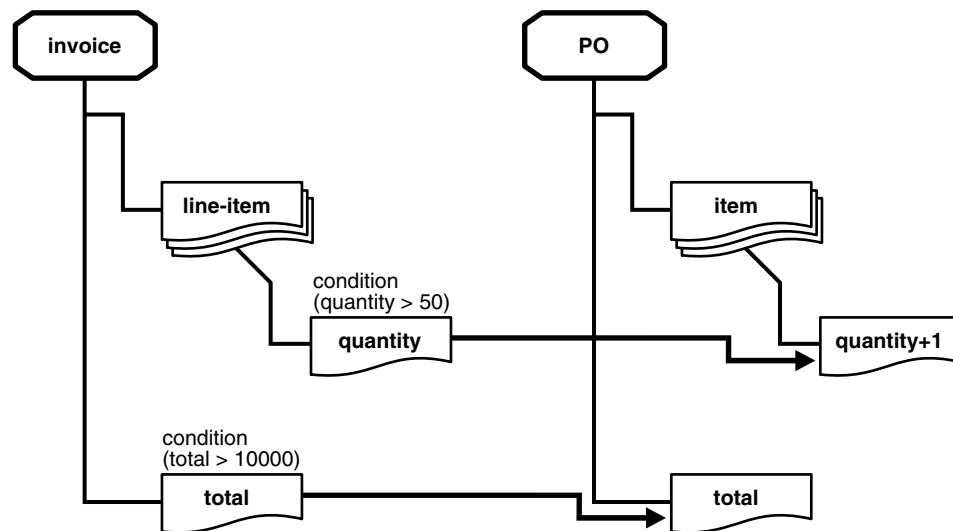 invoice
PO
line-item
item
condition
(quantity > 50)
quantity
quantity+1
condition
(total > 10000)
total
total